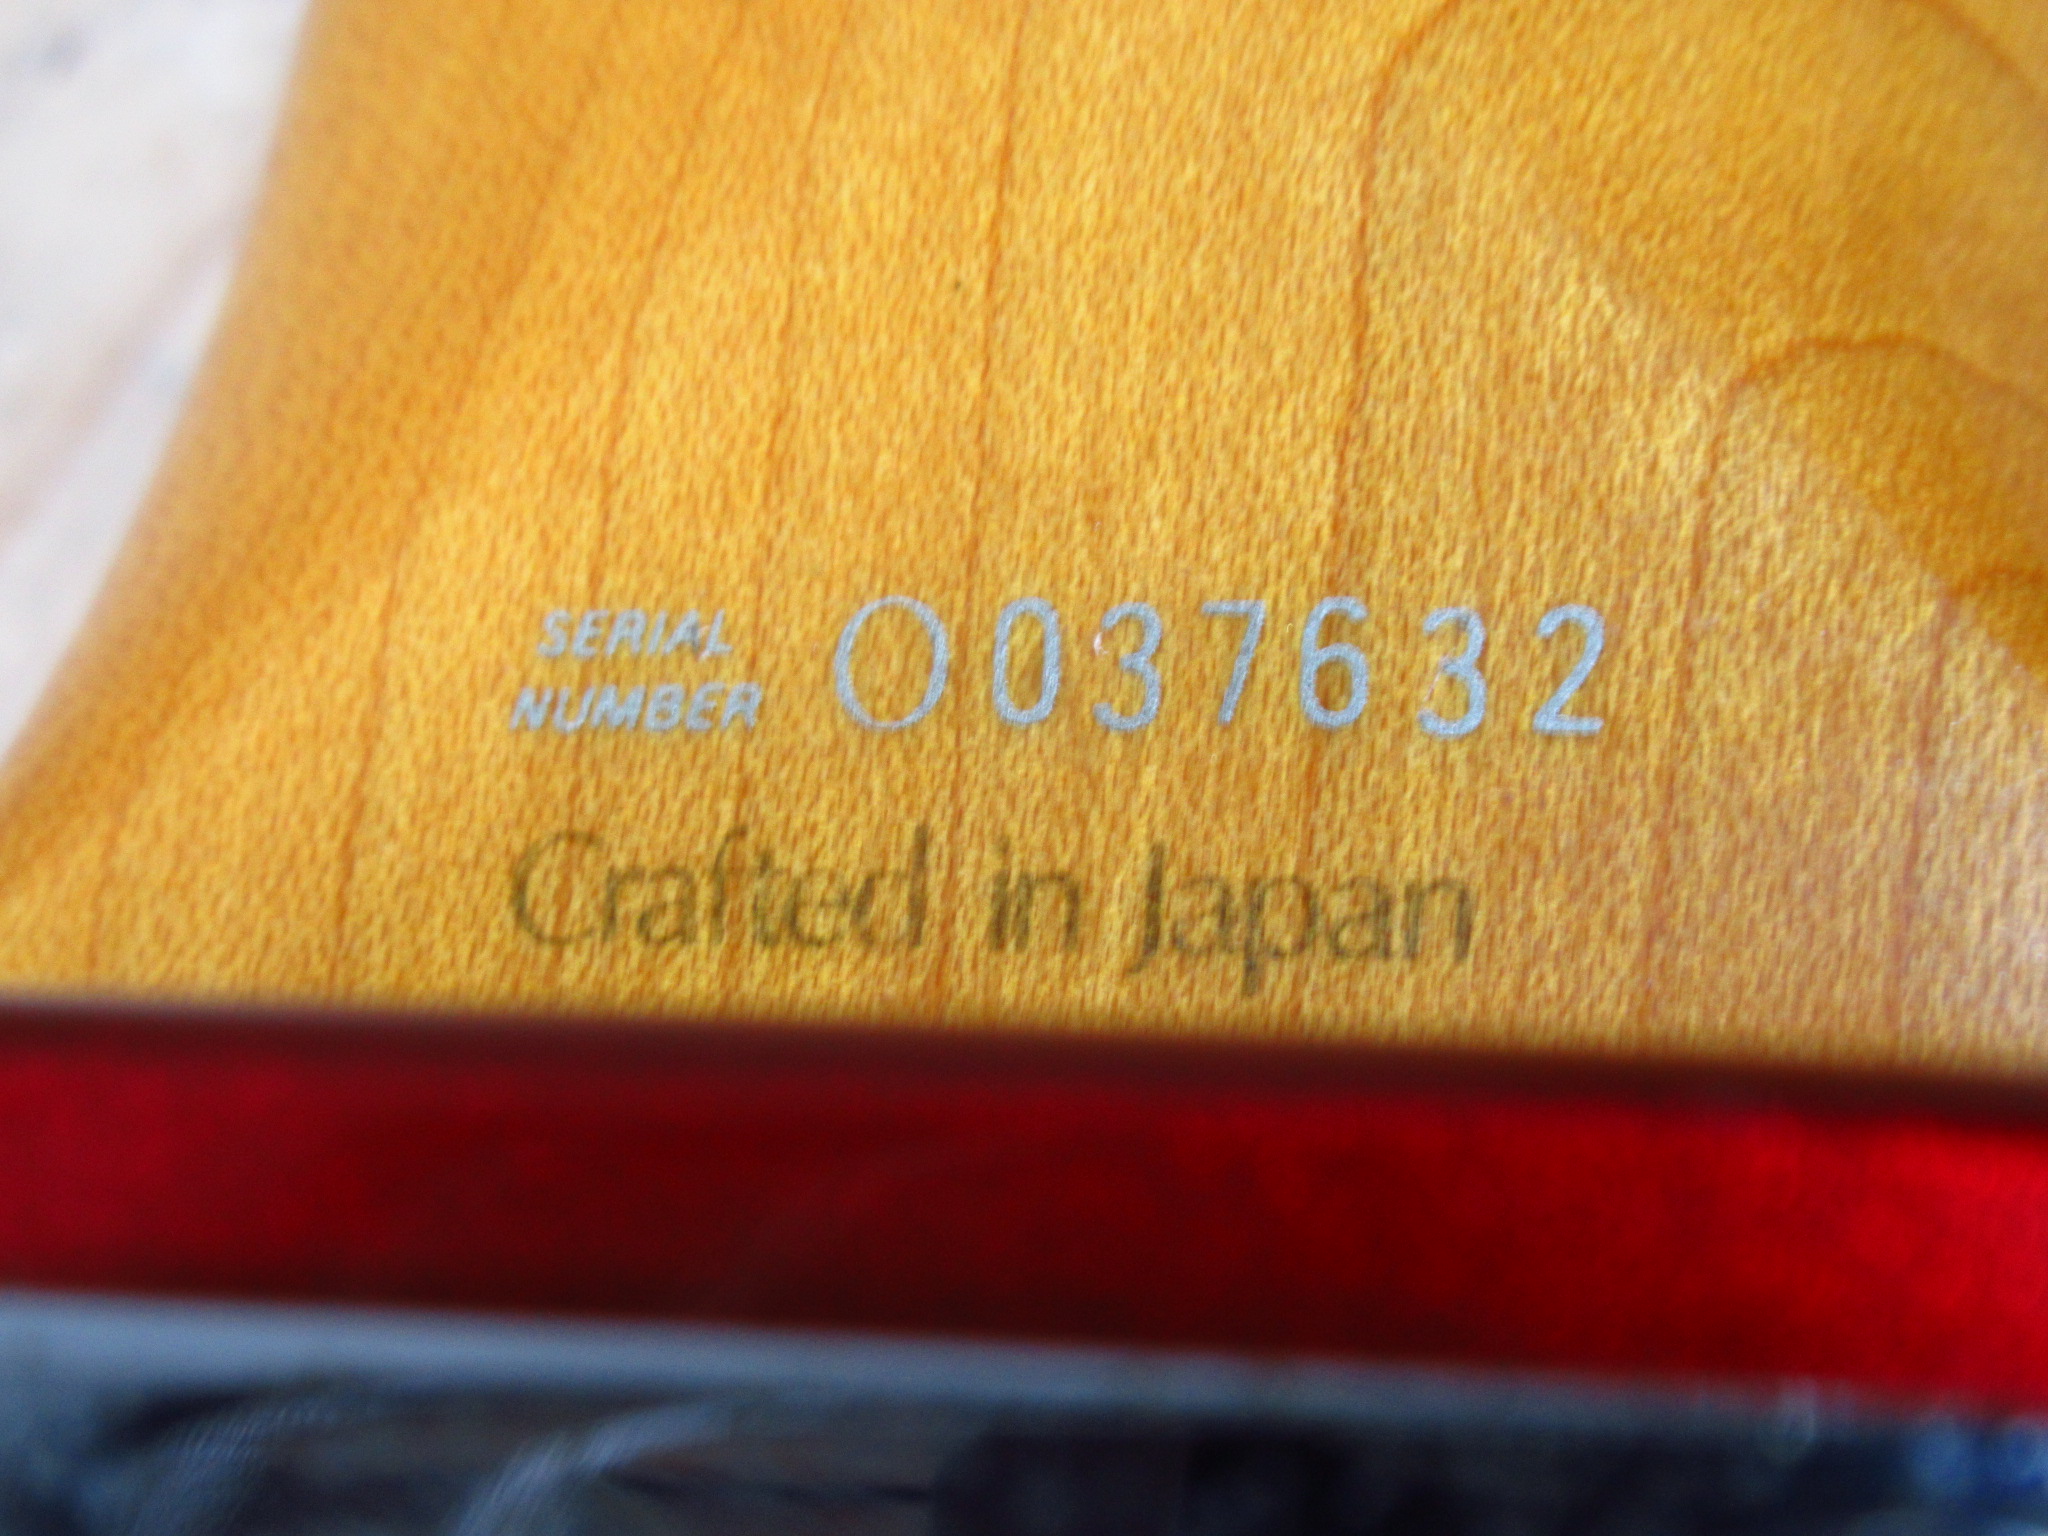 SERIAL
NUMBER O037632
Crafted in Japan